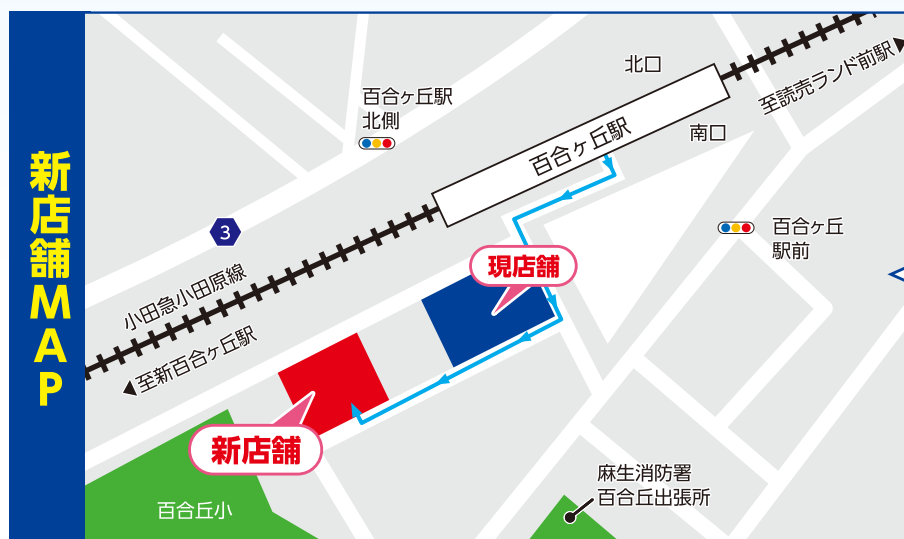 新店舗MAP
北口
至読売ランド前駅▶
百合ヶ丘駅
北側
百合ヶ丘駅
南口
3
百合ヶ丘
駅前
現店舗
小田急小田原線
◀至新百合ヶ丘駅
新店舗
麻生消防署
百合丘出張所
百合丘小